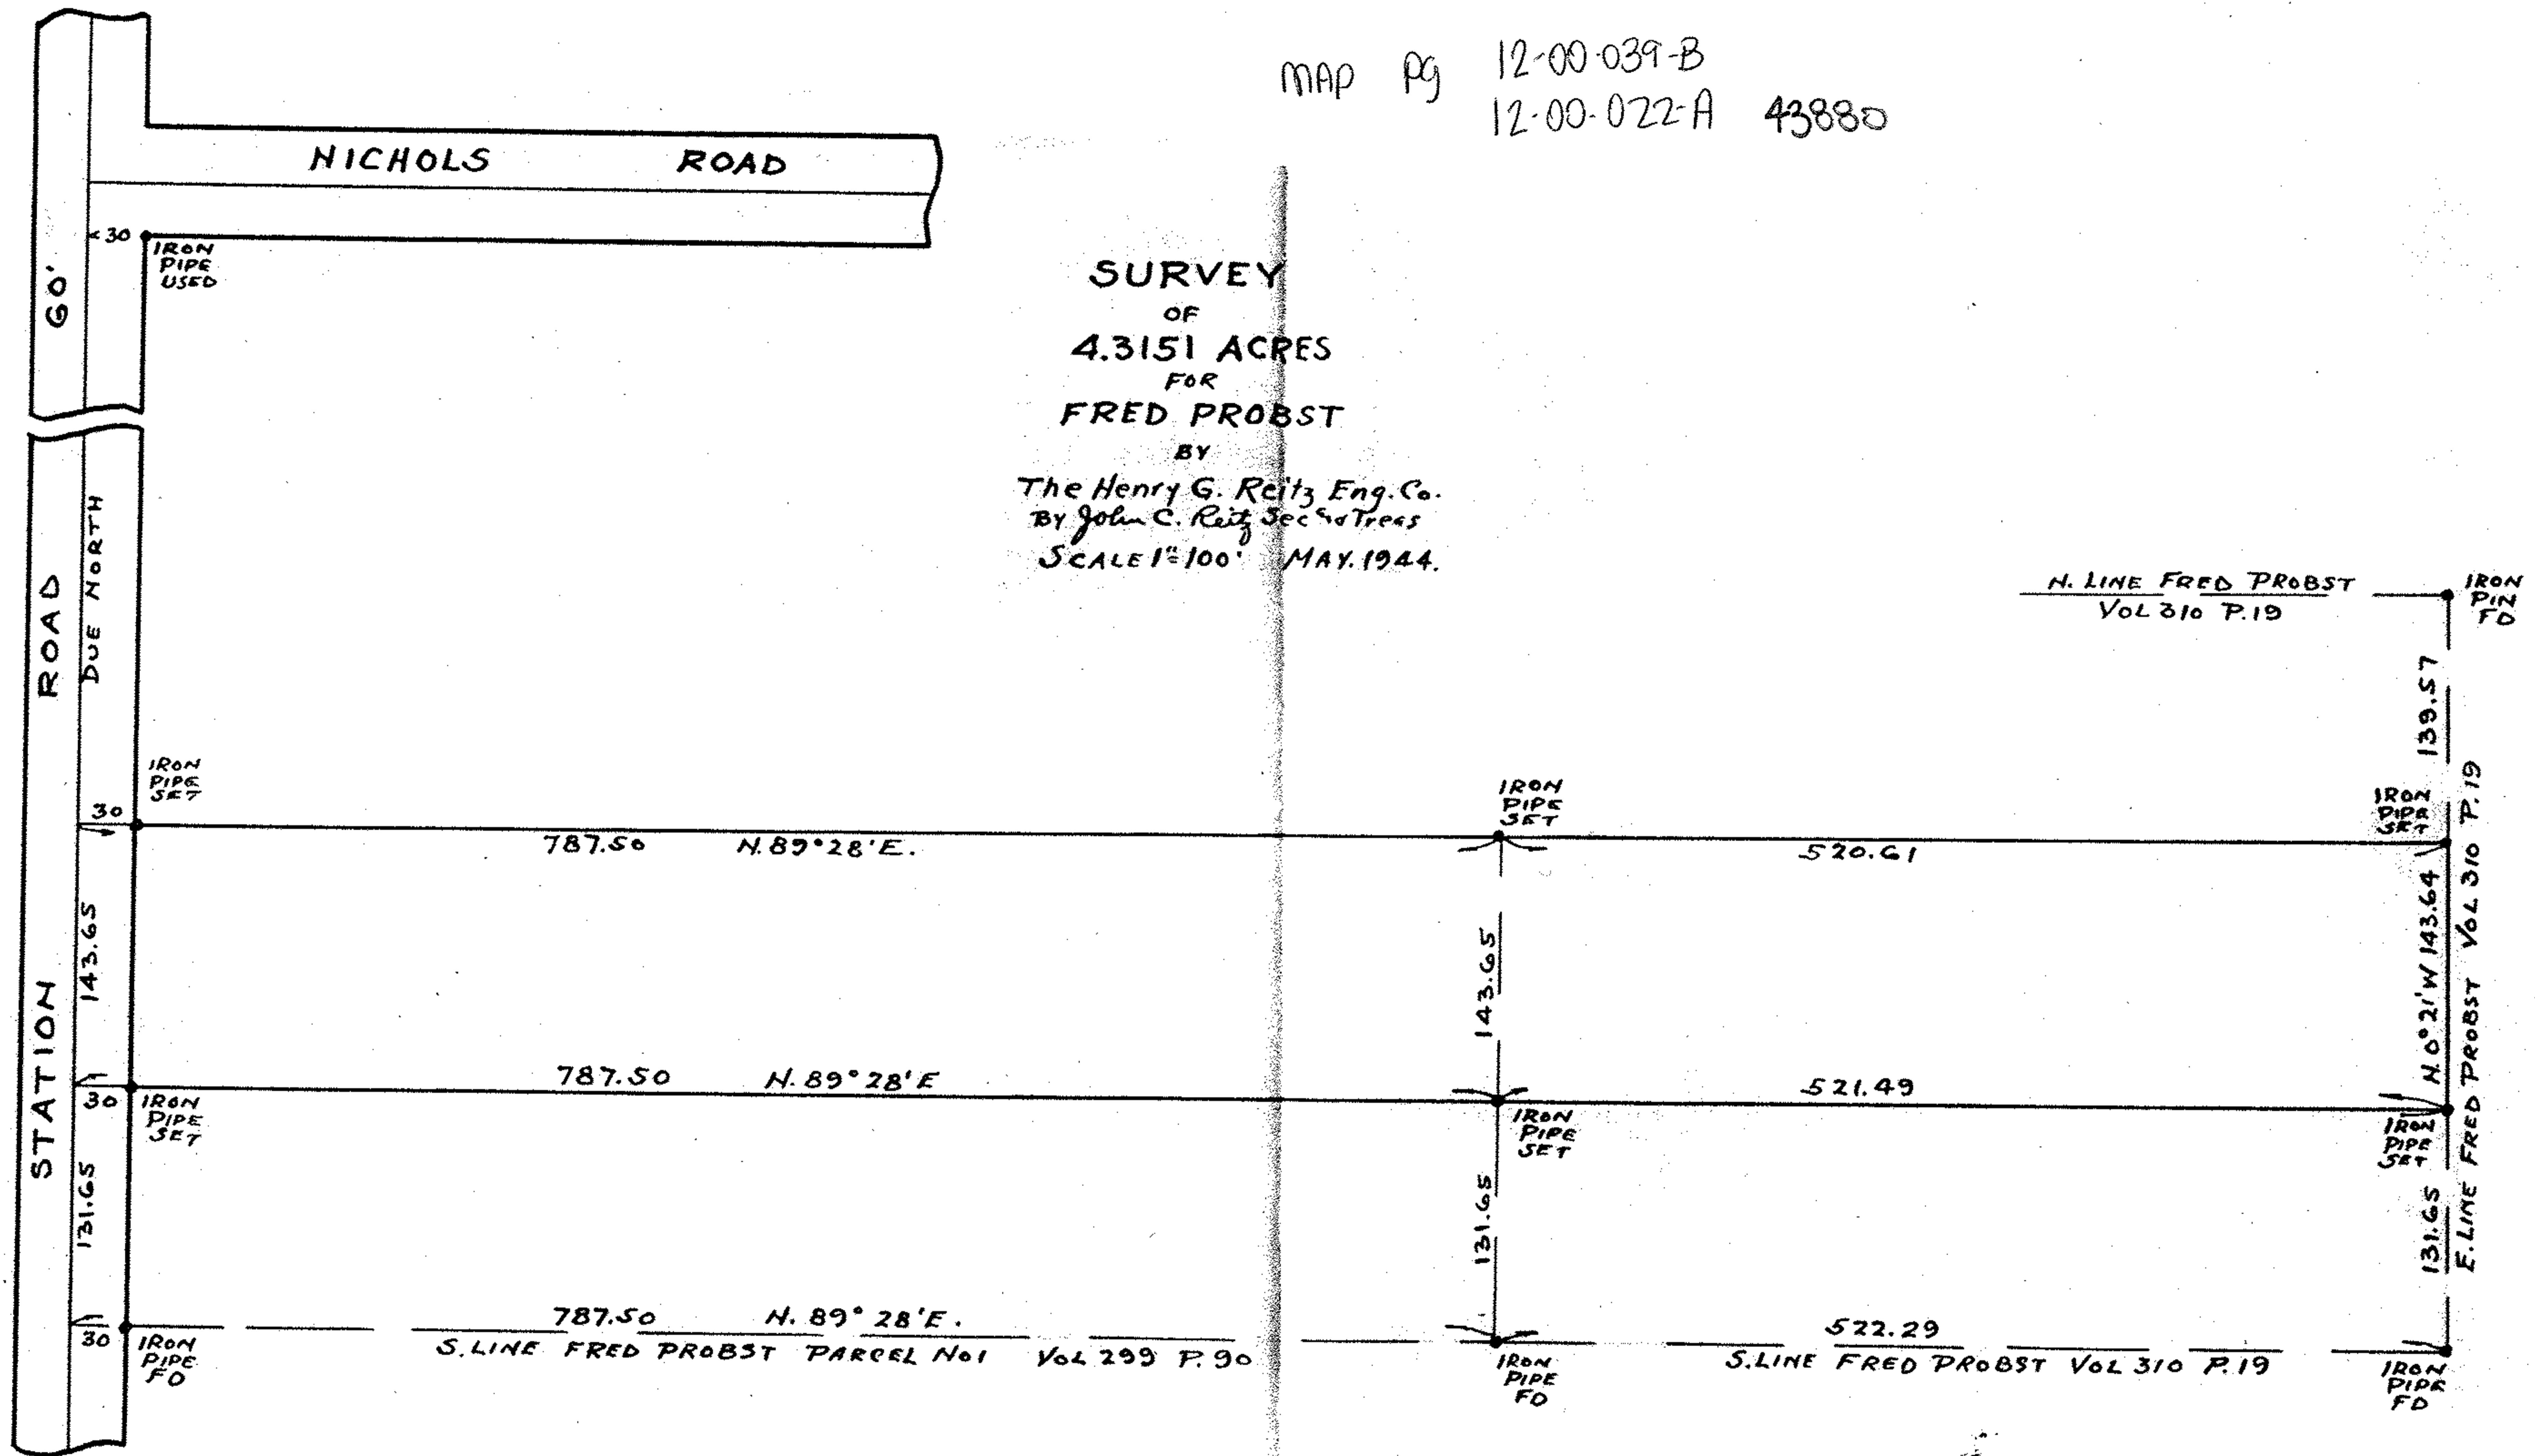 MAP PG 12-00-039-B
12-00-022-A 43880
NICHOLS ROAD
30
IRON
PIPE
USED
60'
SURVEY
OF
4.3151 ACRES
FOR
FRED PROBST
BY
The Henry G. Reitz Eng. Co.
By John C. Reitz Sec & Treas
SCALE 1"=100' MAY. 1944.
STATION ROAD
DUE NORTH
N. LINE FRED PROBST
VOL 310 P.19
IRON
PIN
FD
139.57
IRON
PIPE
SET
30
787.50 N. 89° 28' E.
IRON
PIPE
SET
520.61
IRON
PIPE
SET
143.65
143.65
N. 0° 21' W 143.64
E. LINE FRED PROBST VOL 310 P.19
787.50 N. 89° 28' E
521.49
30
IRON
PIPE
SET
IRON
PIPE
SET
IRON
PIPE
SET
131.65
131.65
131.65
787.50 N. 89° 28' E.
S. LINE FRED PROBST PARCEL No1 VOL 299 P. 90
522.29
S. LINE FRED PROBST VOL 310 P.19
30
IRON
PIPE
FD
IRON
PIPE
FD
IRON
PIPE
FD